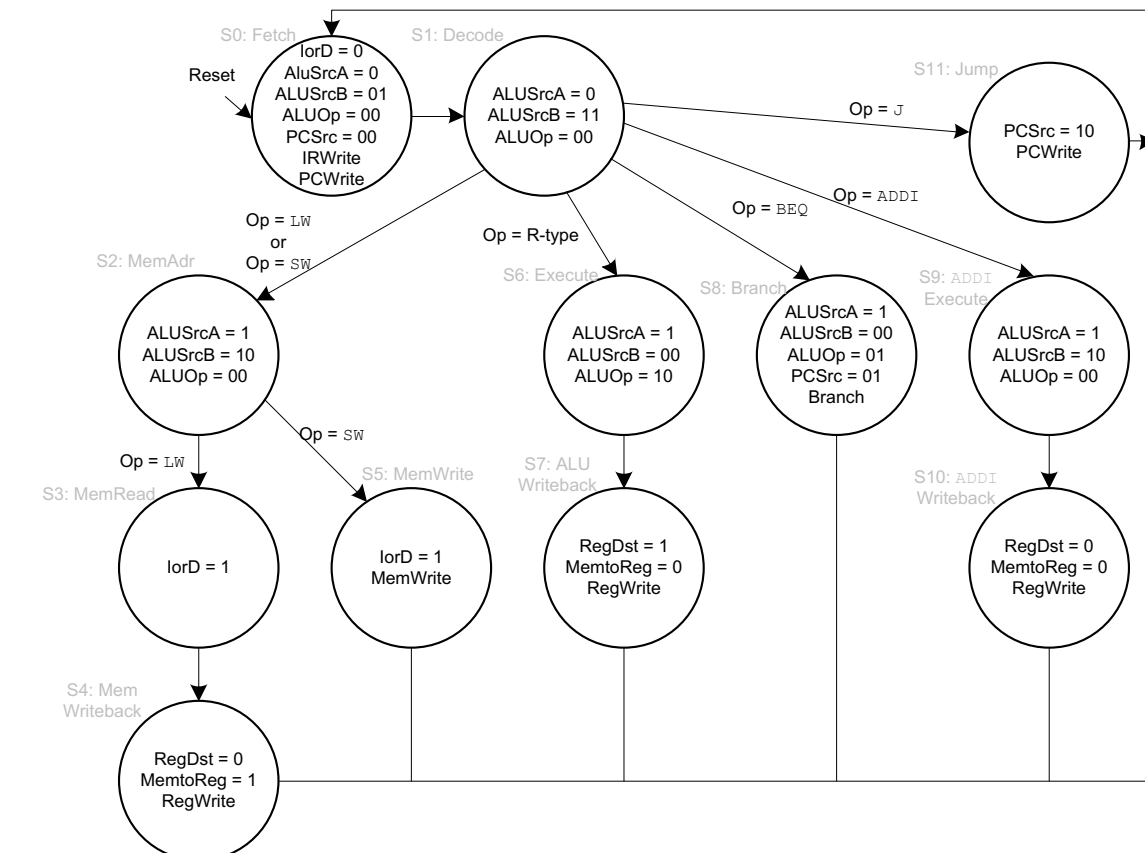 S0: Fetch
IorD = 0
AluSrcA = 0
ALUSrcB = 01
ALUOp = 00
PCSrc = 00
IRWrite
PCWrite
Reset
S1: Decode
ALUSrcA = 0
ALUSrcB = 11
ALUOp = 00
S11: Jump
PCSrc = 10
PCWrite
Op = J
Op = ADDI
Op = BEQ
Op = R-type
Op = LW
or
Op = SW
S2: MemAdr
ALUSrcA = 1
ALUSrcB = 10
ALUOp = 00
S6: Execute
ALUSrcA = 1
ALUSrcB = 00
ALUOp = 10
S8: Branch
ALUSrcA = 1
ALUSrcB = 00
ALUOp = 01
PCSrc = 01
Branch
S9: ADDI
Execute
ALUSrcA = 1
ALUSrcB = 10
ALUOp = 00
Op = LW
Op = SW
S3: MemRead
IorD = 1
S5: MemWrite
IorD = 1
MemWrite
S7: ALU
Writeback
RegDst = 1
MemtoReg = 0
RegWrite
S10: ADDI
Writeback
RegDst = 0
MemtoReg = 0
RegWrite
S4: Mem
Writeback
RegDst = 0
MemtoReg = 1
RegWrite